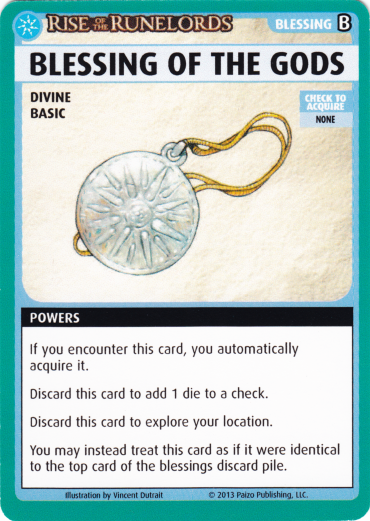 RISE OF THE RUNELORDS BLESSING B
BLESSING OF THE GODS
DIVINE
BASIC
CHECK TO
ACQUIRE
NONE
POWERS
If you encounter this card, you automatically
acquire it.
Discard this card to add 1 die to a check.
Discard this card to explore your location.
You may instead treat this card as if it were identical
to the top card of the blessings discard pile.
Illustration by Vincent Dutrait © 2013 Paizo Publishing, LLC.